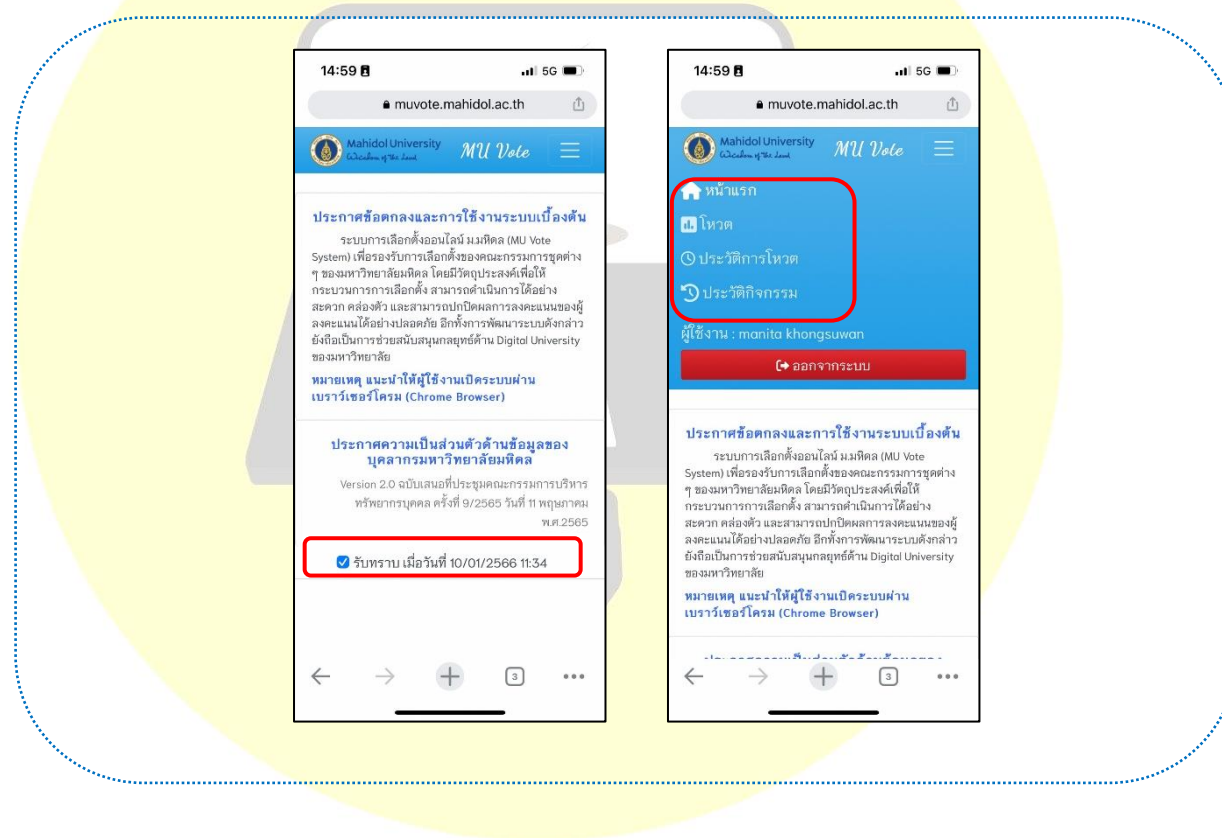 14:59
5G
muvote.mahidol.ac.th
Mahidol University
Wisdom of the Land
MU Vote
ประกาศข้อตกลงและการใช้งานระบบเบื้องต้น
ระบบการเลือกตั้งออนไลน์ ม.มหิดล (MU Vote
System) เพื่อรองรับการเลือกตั้งของคณะกรรมการชุดต่าง
ๆ ของมหาวิทยาลัยมหิดล โดยมีวัตถุประสงค์เพื่อให้
กระบวนการการเลือกตั้ง สามารถดำเนินการได้อย่าง
สะดวก คล่องตัว และสามารถปกปิดผลการลงคะแนนของผู้
ลงคะแนนได้อย่างปลอดภัย อีกทั้งการพัฒนาระบบดังกล่าว
ยังถือเป็นการช่วยสนับสนุนกลยุทธ์ด้าน Digital University
ของมหาวิทยาลัย
หมายเหตุ แนะนำให้ผู้ใช้งานเปิดระบบผ่าน
เบราว์เซอร์โครม (Chrome Browser)
ประกาศความเป็นส่วนตัวด้านข้อมูลของ
บุคลากรมหาวิทยาลัยมหิดล
Version 2.0 ฉบับเสนอที่ประชุมคณะกรรมการบริหาร
ทรัพยากรบุคคล ครั้งที่ 9/2565 วันที่ 11 พฤษภาคม
พ.ศ.2565
รับทราบ เมื่อวันที่ 10/01/2566 11:34
3
14:59
5G
muvote.mahidol.ac.th
Mahidol University
Wisdom of the Land
MU Vote
หน้าแรก
โหวต
ประวัติการโหวต
ประวัติกิจกรรม
ผู้ใช้งาน : manita khongsuwan
ออกจากระบบ
ประกาศข้อตกลงและการใช้งานระบบเบื้องต้น
ระบบการเลือกตั้งออนไลน์ ม.มหิดล (MU Vote
System) เพื่อรองรับการเลือกตั้งของคณะกรรมการชุดต่าง
ๆ ของมหาวิทยาลัยมหิดล โดยมีวัตถุประสงค์เพื่อให้
กระบวนการการเลือกตั้ง สามารถดำเนินการได้อย่าง
สะดวก คล่องตัว และสามารถปกปิดผลการลงคะแนนของผู้
ลงคะแนนได้อย่างปลอดภัย อีกทั้งการพัฒนาระบบดังกล่าว
ยังถือเป็นการช่วยสนับสนุนกลยุทธ์ด้าน Digital University
ของมหาวิทยาลัย
หมายเหตุ แนะนำให้ผู้ใช้งานเปิดระบบผ่าน
เบราว์เซอร์โครม (Chrome Browser)
3